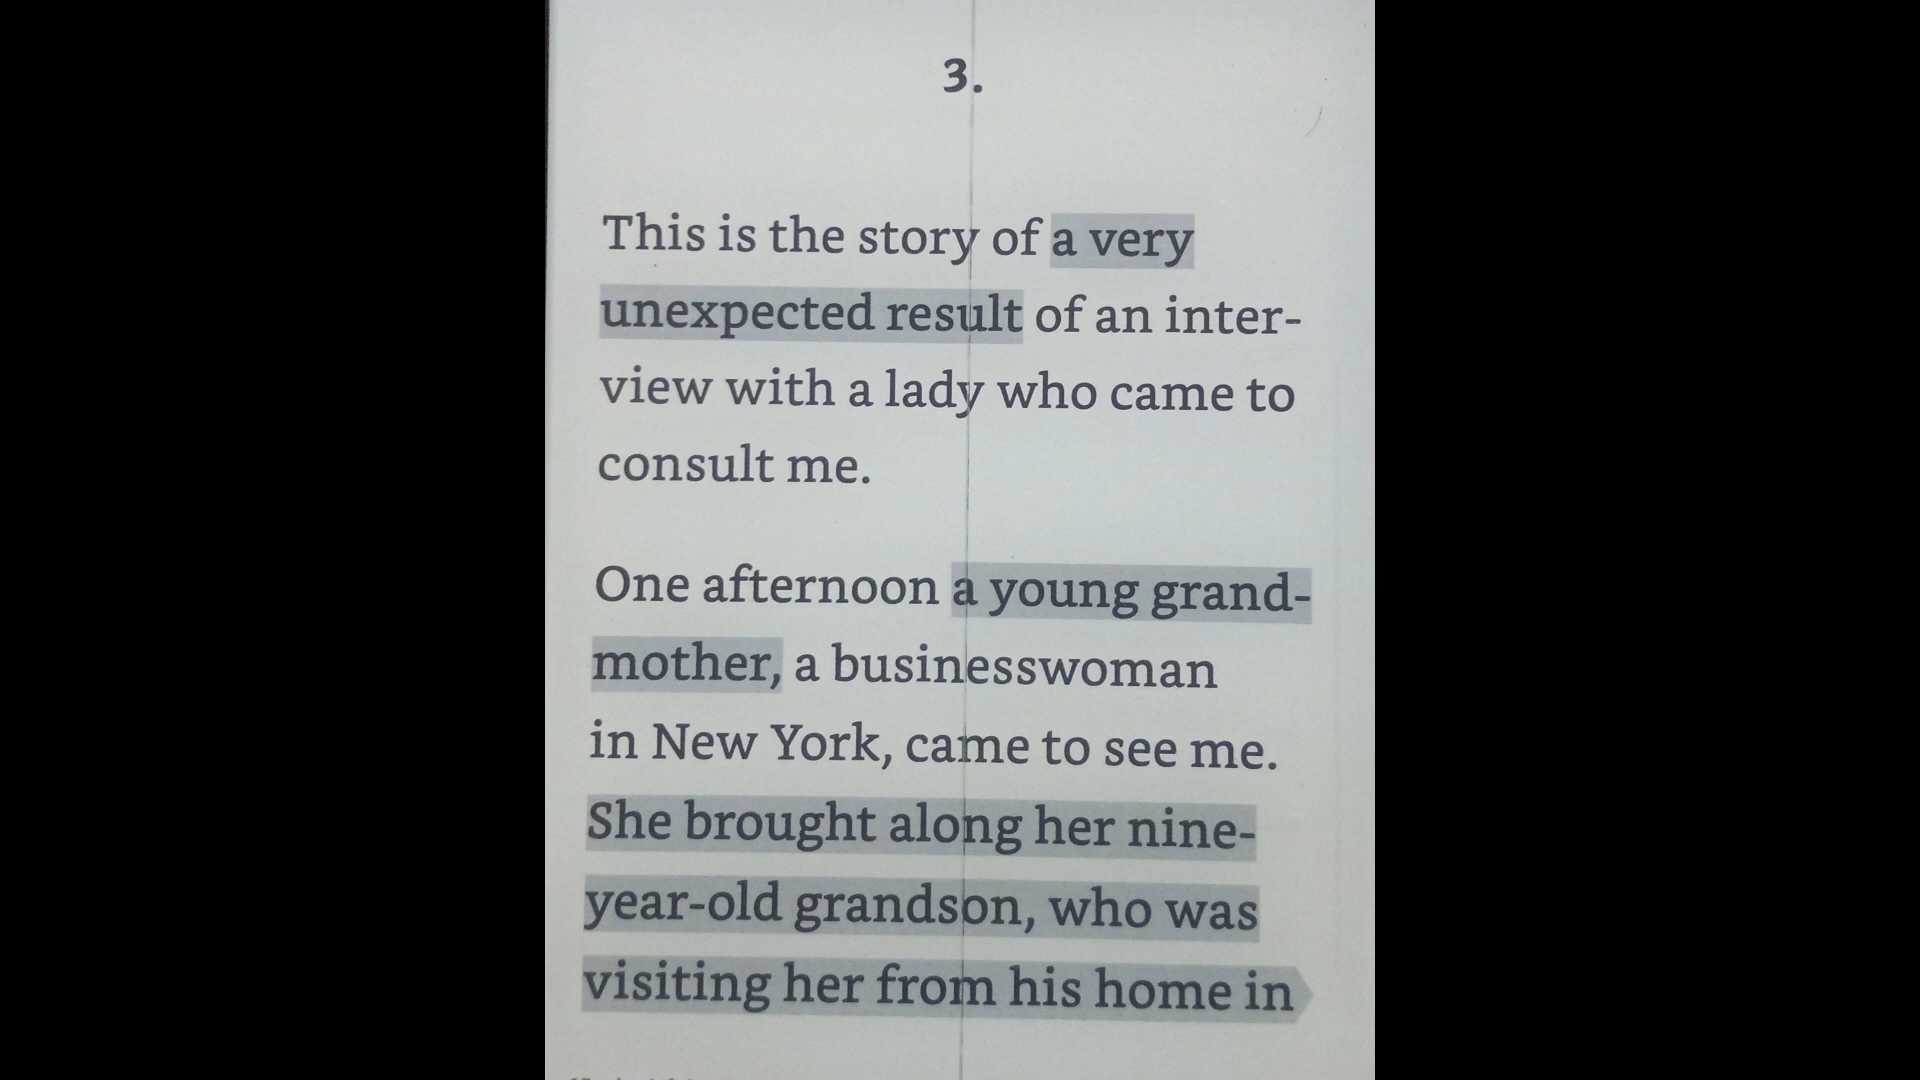 3.
This is the story of a very
unexpected result of an inter-
view with a lady who came to
consult me.
One afternoon a young grand-
mother, a businesswoman
in New York, came to see me.
She brought along her nine-
year-old grandson, who was
visiting her from his home in